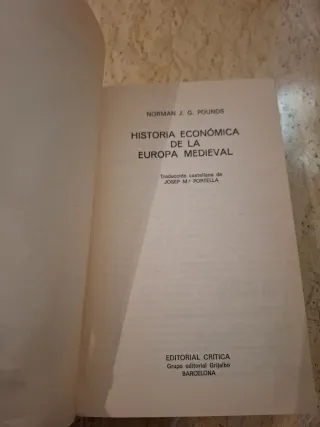 NORMAN J. G. POUNDS
HISTORIA ECONÓMICA
DE LA
EUROPA MEDIEVAL
Traducción castellana de
JOSEP M.ª PORTELLA
EDITORIAL CRÍTICA
Grupo editorial Grijalbo
BARCELONA